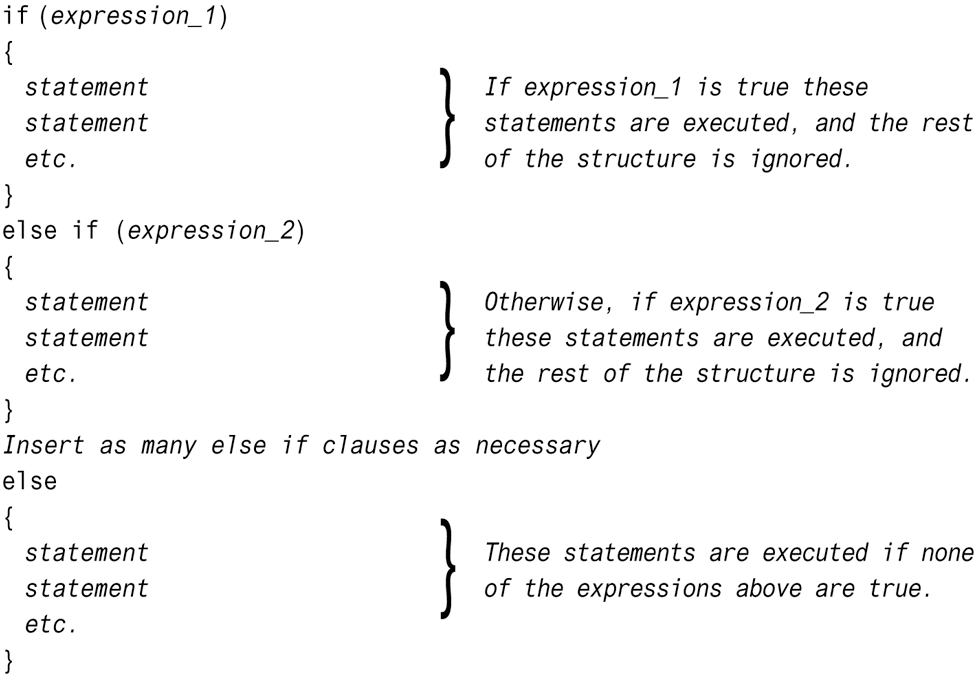 if (expression_1)
{
statement
statement
etc.
} If expression_1 is true these
statements are executed, and the rest
of the structure is ignored.
}
else if (expression_2)
{
statement
statement
etc.
} Otherwise, if expression_2 is true
these statements are executed, and
the rest of the structure is ignored.
}
Insert as many else if clauses as necessary
else
{
statement
statement
etc.
} These statements are executed if none
of the expressions above are true.
}